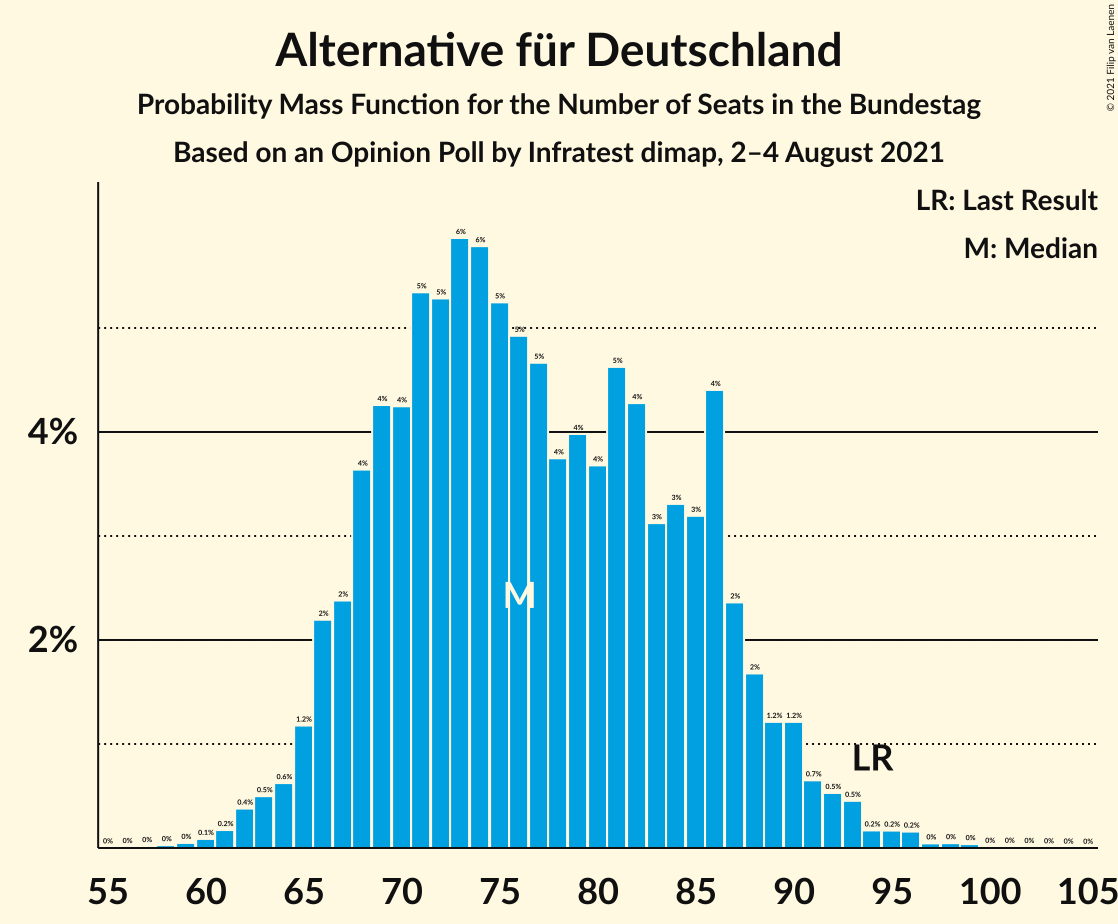 © 2021 Filip van Laenen
Alternative für Deutschland
Probability Mass Function for the Number of Seats in the Bundestag
Based on an Opinion Poll by Infratest dimap, 2–4 August 2021
LR: Last Result
M: Median
4%
2%
0% 0% 0% 0% 0% 0.1% 0.2% 0.4% 0.5% 0.6% 1.2% 2% 2% 4% 4% 4% 5% 5% 6% 6% 5% 5% 5% 4% 4% 4% 5% 4% 3% 3% 3% 4% 2% 2% 1.2% 1.2% 0.7% 0.5% 0.5% 0.2% 0.2% 0.2% 0% 0% 0% 0% 0% 0% 0% 0% 0%
M
LR
55 60 65 70 75 80 85 90 95 100 105